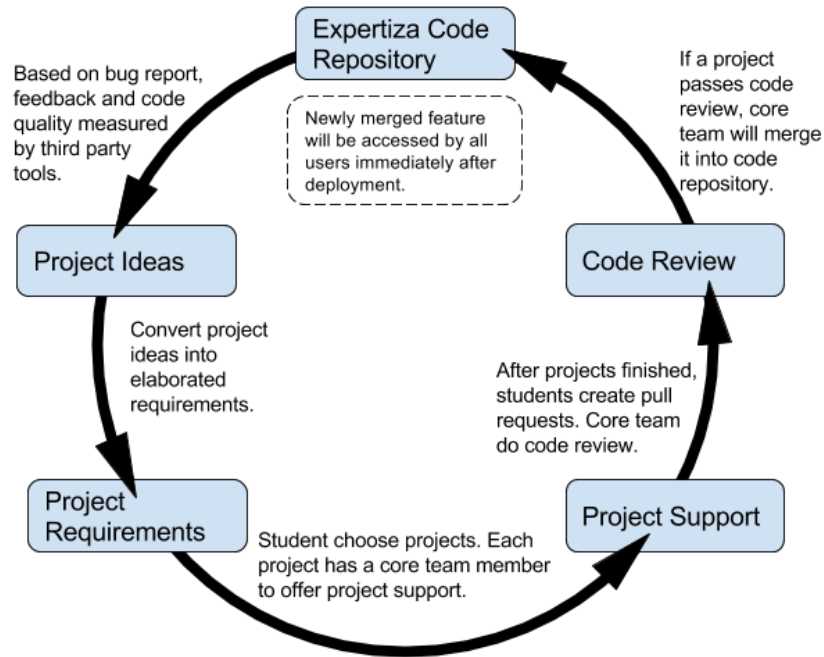 Expertiza Code
Repository
Based on bug report,
feedback and code
quality measured
by third party
tools.
Newly merged feature
will be accessed by all
users immediately after
deployment.
If a project
passes code
review, core
team will merge
it into code
repository.
Project Ideas
Code Review
Convert project
ideas into
elaborated
requirements.
After projects finished,
students create pull
requests. Core team
do code review.
Project
Requirements
Student choose projects. Each
project has a core team member
to offer project support.
Project Support